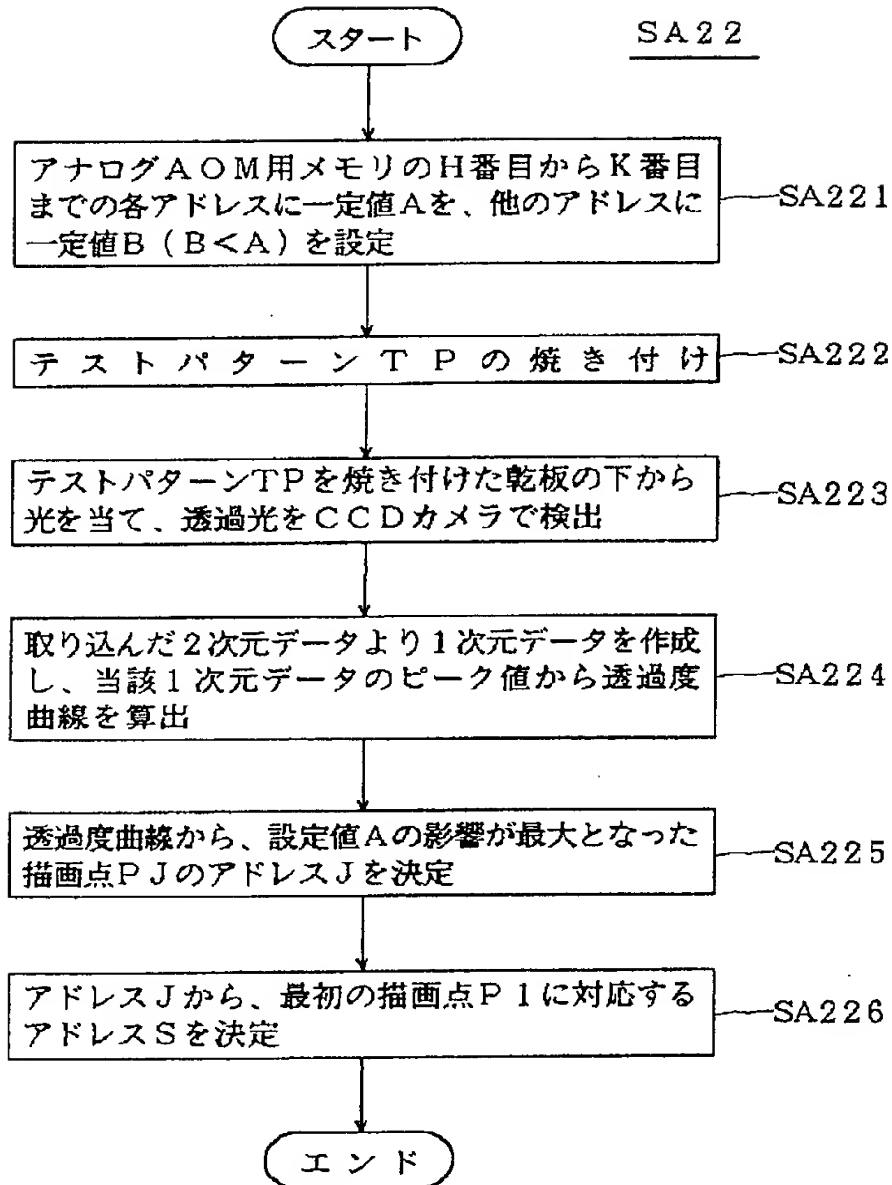 スタート
SA22
アナログAOM用メモリのH番目からK番目
までの各アドレスに一定値Aを、他のアドレスに
一定値B（B＜A）を設定
SA221
テストパターンTPの焼き付け
SA222
テストパターンTPを焼き付けた乾板の下から
光を当て、透過光をCCDカメラで検出
SA223
取り込んだ2次元データより1次元データを作成
し、当該1次元データのピーク値から透過度
曲線を算出
SA224
透過度曲線から、設定値Aの影響が最大となった
描画点PJのアドレスJを決定
SA225
アドレスJから、最初の描画点P1に対応する
アドレスSを決定
SA226
エンド